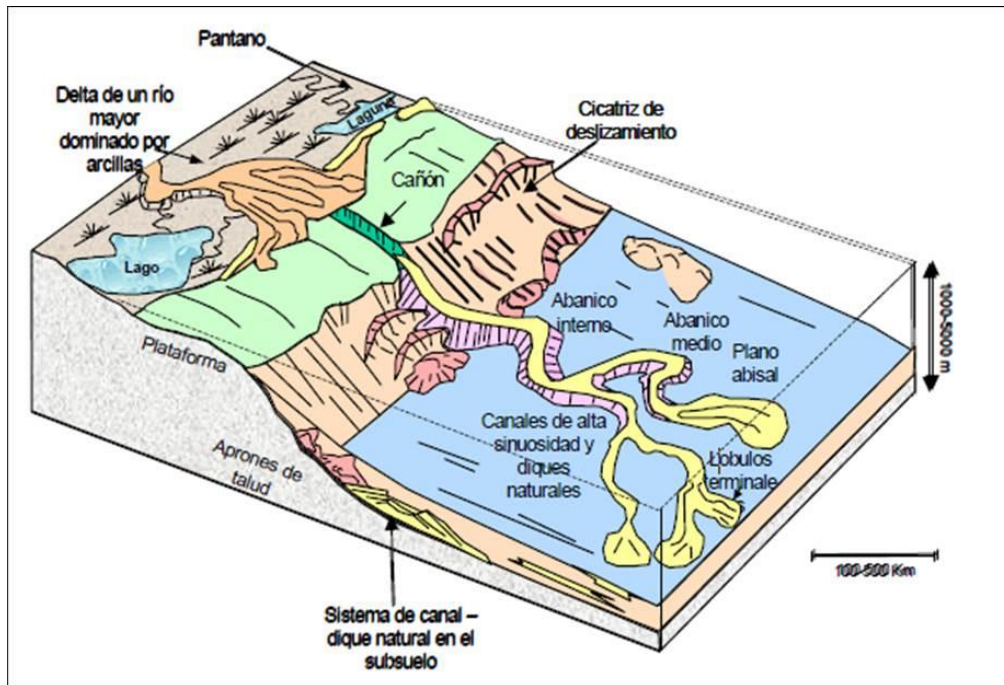 Pantano
Delta de un río
mayor
dominado por
arcillas
Laguna
Cicatriz de
deslizamiento
Cañón
Lago
Plataforma
Abanico
interno
Abanico
medio
Plano
abisal
1000-5000 m
Canales de alta
sinuosidad y
diques
naturales
Lobulos
terminale
s
Aprones de
talud
100-500 Km
Sistema de canal –
dique natural en el
subsuelo